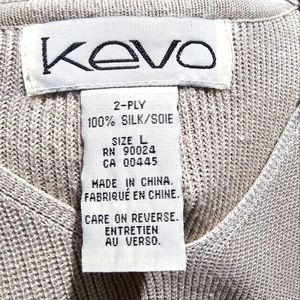 Kevo
2-PLY
100% SILK/SOIE
SIZE L
RN 90024
CA 00445
MADE IN CHINA.
FABRIQUÉ EN CHINE.
CARE ON REVERSE.
ENTRETIEN
AU VERSO.